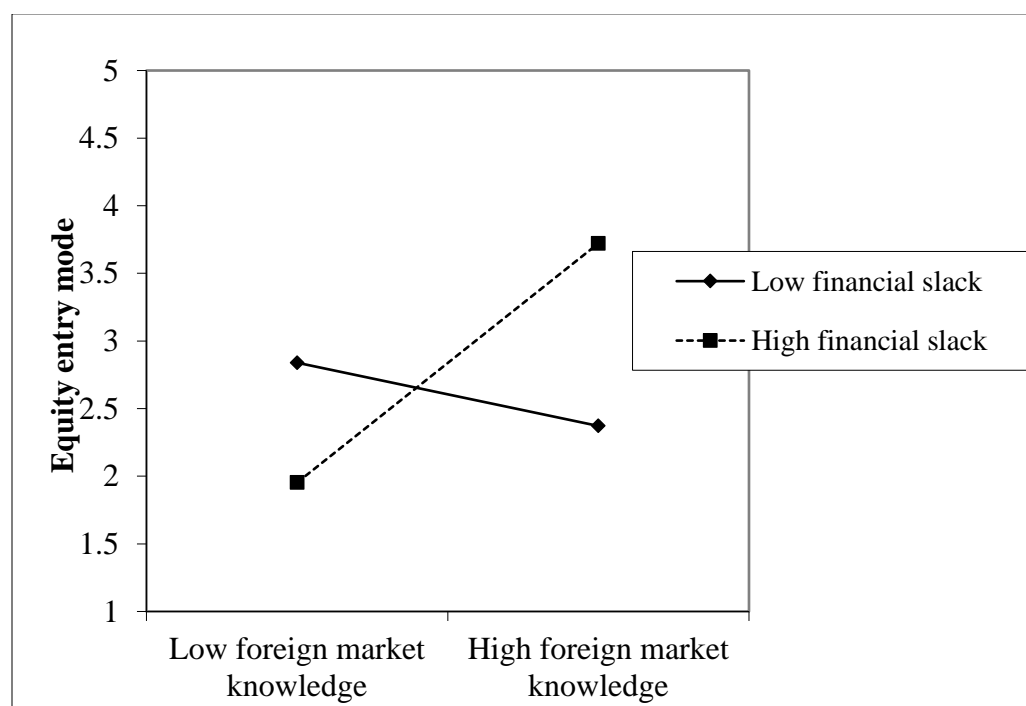 Equity entry mode
5
4.5
4
3.5
3
2.5
2
1.5
1
Low foreign market
knowledge
High foreign market
knowledge
Low financial slack
High financial slack